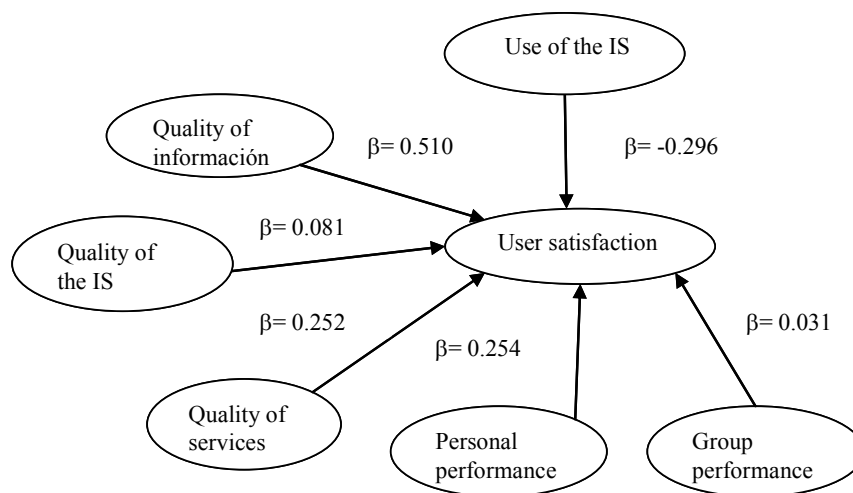 Use of the IS
Quality of
información
β= 0.510
β= -0.296
β= 0.081
User satisfaction
Quality of
the IS
β= 0.252
β= 0.254
β= 0.031
Quality of
services
Personal
performance
Group
performance